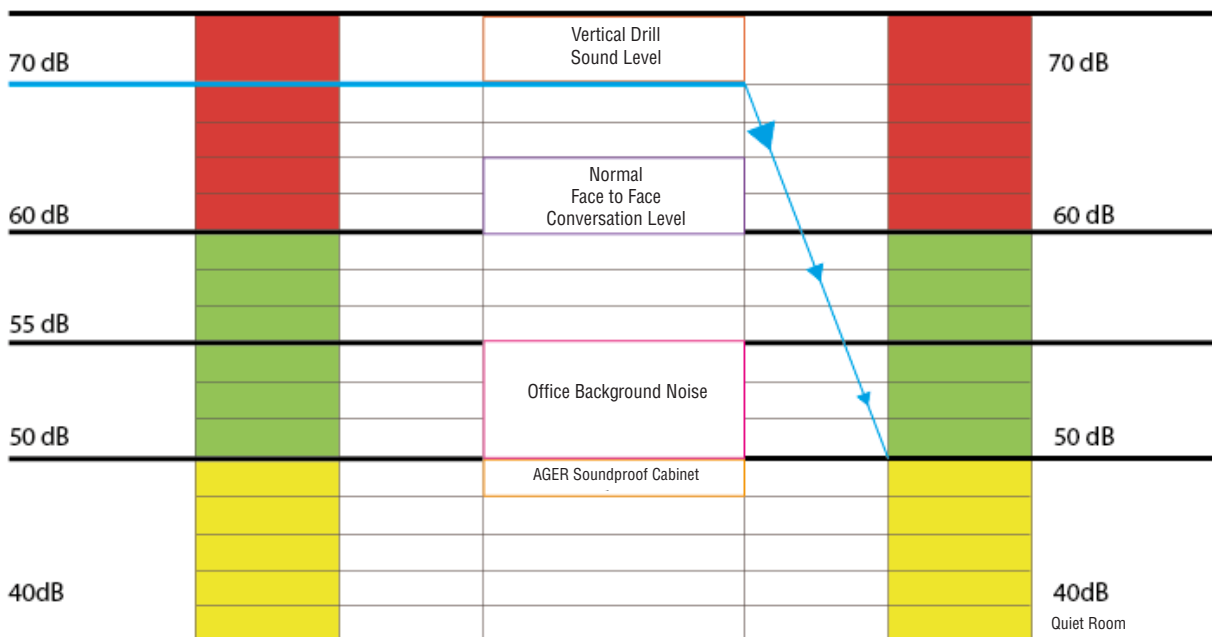 Vertical Drill
Sound Level
70 dB
70 dB
Normal
Face to Face
Conversation Level
60 dB
60 dB
55 dB
Office Background Noise
50 dB
50 dB
AGER Soundproof Cabinet
40dB
40dB
Quiet Room